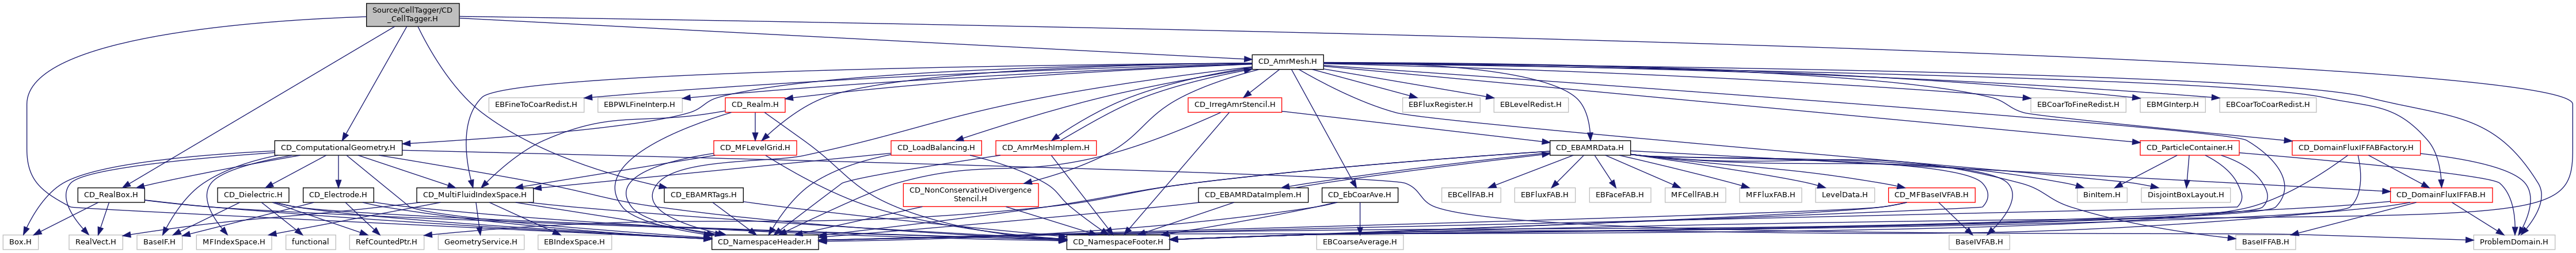 Source/CellTagger/CD
_CellTagger.H
CD_AmrMesh.H
EBFineToCoarRedist.H
EBPWLFineInterp.H
CD_Realm.H
CD_IrregAmrStencil.H
EBFluxRegister.H
EBLevelRedist.H
EBCoarToFineRedist.H
EBMGInterp.H
EBCoarToCoarRedist.H
CD_ComputationalGeometry.H
CD_MFLevelGrid.H
CD_LoadBalancing.H
CD_AmrMeshImplem.H
CD_EBAMRData.H
CD_ParticleContainer.H
CD_DomainFluxIFFABFactory.H
CD_RealBox.H
CD_Dielectric.H
CD_Electrode.H
CD_MultiFluidIndexSpace.H
CD_EBAMRTags.H
CD_NonConservativeDivergence
Stencil.H
CD_EBAMRDataImplem.H
CD_EbCoarAve.H
EBCellFAB.H
EBFluxFAB.H
EBFaceFAB.H
MFCellFAB.H
MFFluxFAB.H
LevelData.H
CD_MFBaseIVFAB.H
BinItem.H
DisjointBoxLayout.H
CD_DomainFluxIFFAB.H
Box.H
RealVect.H
BaseIF.H
MFIndexSpace.H
functional
RefCountedPtr.H
GeometryService.H
EBIndexSpace.H
CD_NamespaceHeader.H
CD_NamespaceFooter.H
EBCoarseAverage.H
BaseIVFAB.H
BaseIFFAB.H
ProblemDomain.H